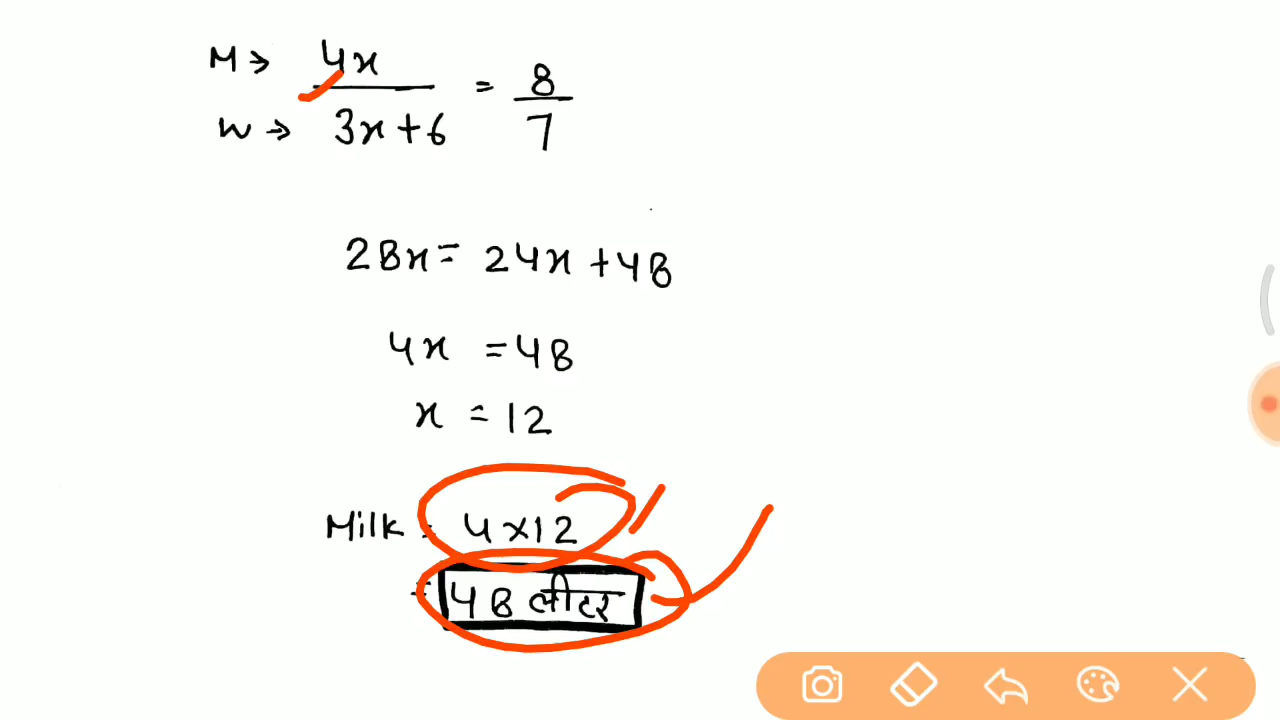 M → 4x / 3x+6 = 8/7
W →
28x = 24x + 48
4x = 48
x = 12
Milk = 4×12
= 48 लीटर